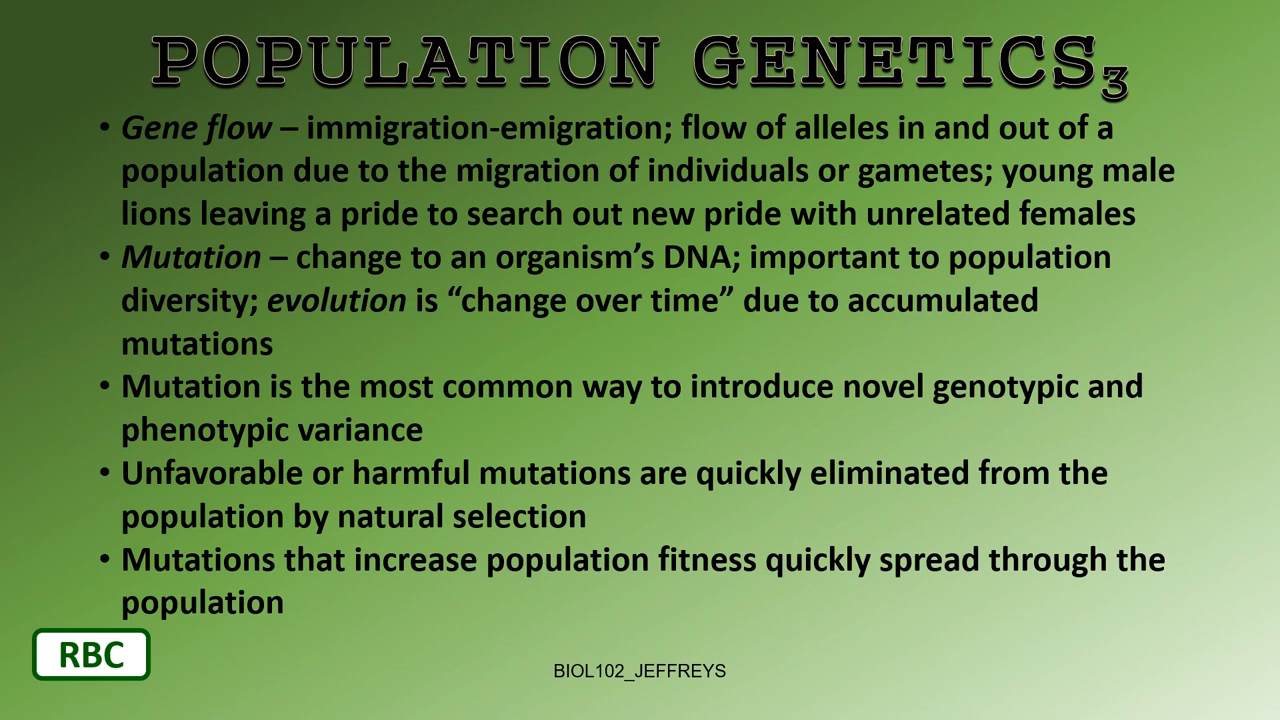 POPULATION GENETICS3
• Gene flow – immigration-emigration; flow of alleles in and out of a
population due to the migration of individuals or gametes; young male
lions leaving a pride to search out new pride with unrelated females
• Mutation – change to an organism’s DNA; important to population
diversity; evolution is “change over time” due to accumulated
mutations
• Mutation is the most common way to introduce novel genotypic and
phenotypic variance
• Unfavorable or harmful mutations are quickly eliminated from the
population by natural selection
• Mutations that increase population fitness quickly spread through the
population
RBC
BIOL102_JEFFREYS